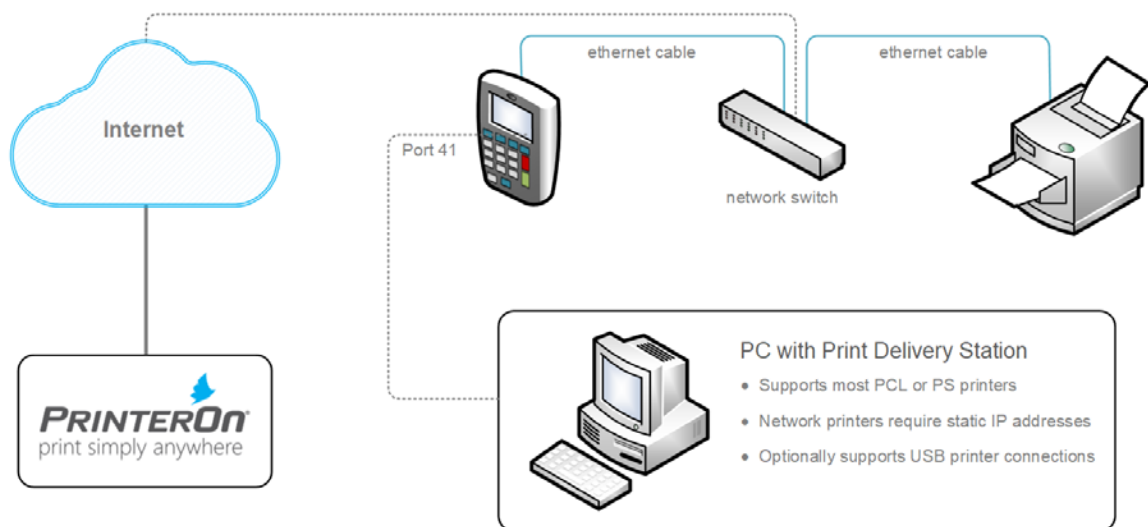 ethernet cable
ethernet cable
Internet
Port 41
network switch
PC with Print Delivery Station
• Supports most PCL or PS printers
• Network printers require static IP addresses
• Optionally supports USB printer connections
PRINTERON®
print simply anywhere